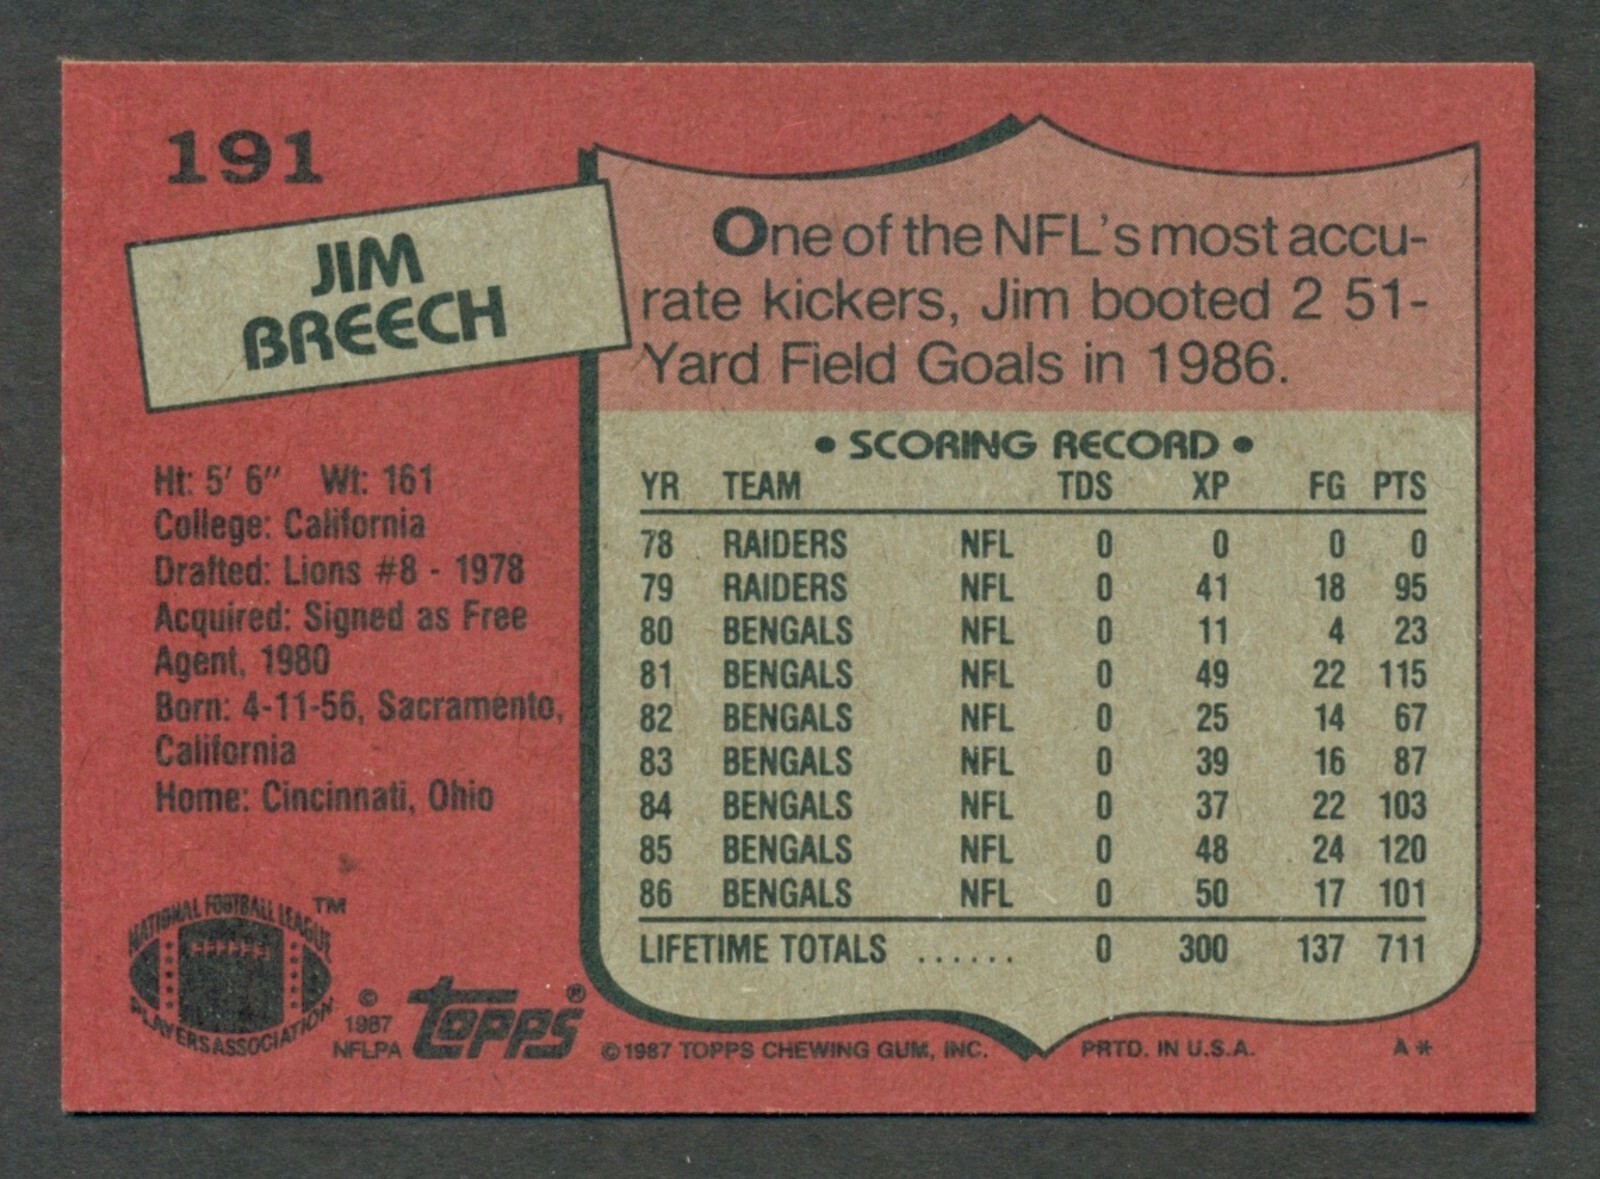 191
JIM
BREECH
Ht: 5' 6" Wt: 161
College: California
Drafted: Lions #8 - 1978
Acquired: Signed as Free
Agent, 1980
Born: 4-11-56, Sacramento,
California
Home: Cincinnati, Ohio
NATIONAL FOOTBALL LEAGUE
PLAYERS ASSOCIATION
TM
©
1987
NFLPA
TOPPS ®
One of the NFL's most accu-
rate kickers, Jim booted 2 51-
Yard Field Goals in 1986.
• SCORING RECORD •
YR TEAM TDS XP FG PTS
78 RAIDERS NFL 0 0 0 0
79 RAIDERS NFL 0 41 18 95
80 BENGALS NFL 0 11 4 23
81 BENGALS NFL 0 49 22 115
82 BENGALS NFL 0 25 14 67
83 BENGALS NFL 0 39 16 87
84 BENGALS NFL 0 37 22 103
85 BENGALS NFL 0 48 24 120
86 BENGALS NFL 0 50 17 101
LIFETIME TOTALS ...... 0 300 137 711
©1987 TOPPS CHEWING GUM, INC. PRTD. IN U.S.A. A*